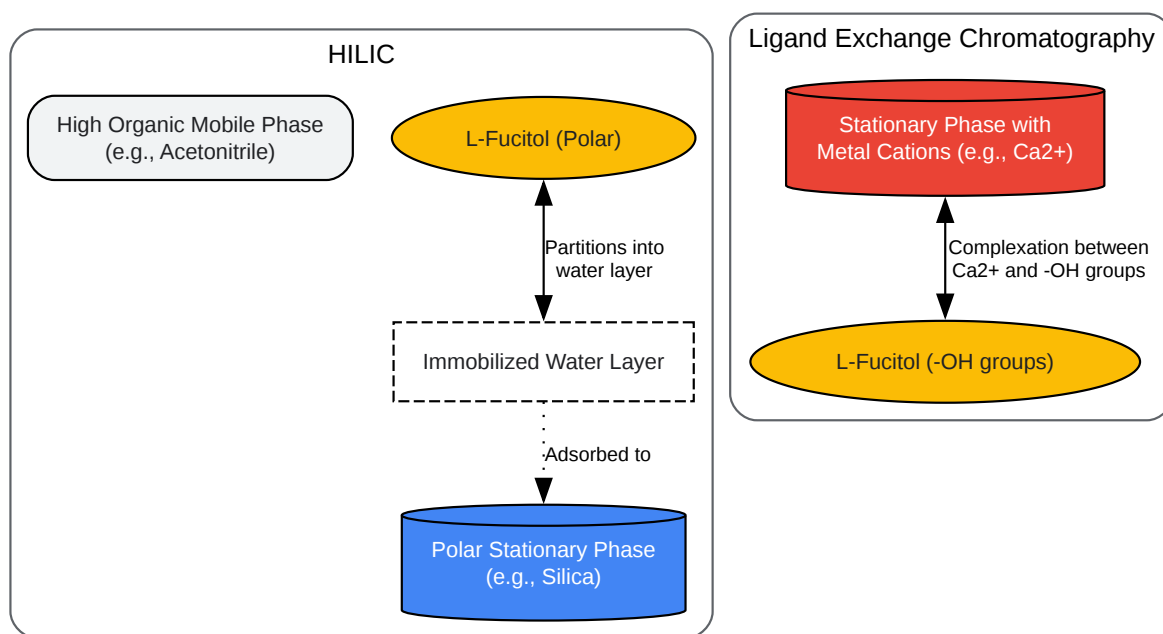 HILIC
High Organic Mobile Phase
(e.g., Acetonitrile)
L-Fucitol (Polar)
Partitions into
water layer
Immobilized Water Layer
Adsorbed to
Polar Stationary Phase
(e.g., Silica)
Ligand Exchange Chromatography
Stationary Phase with
Metal Cations (e.g., Ca2+)
Complexation between
Ca2+ and -OH groups
L-Fucitol (-OH groups)